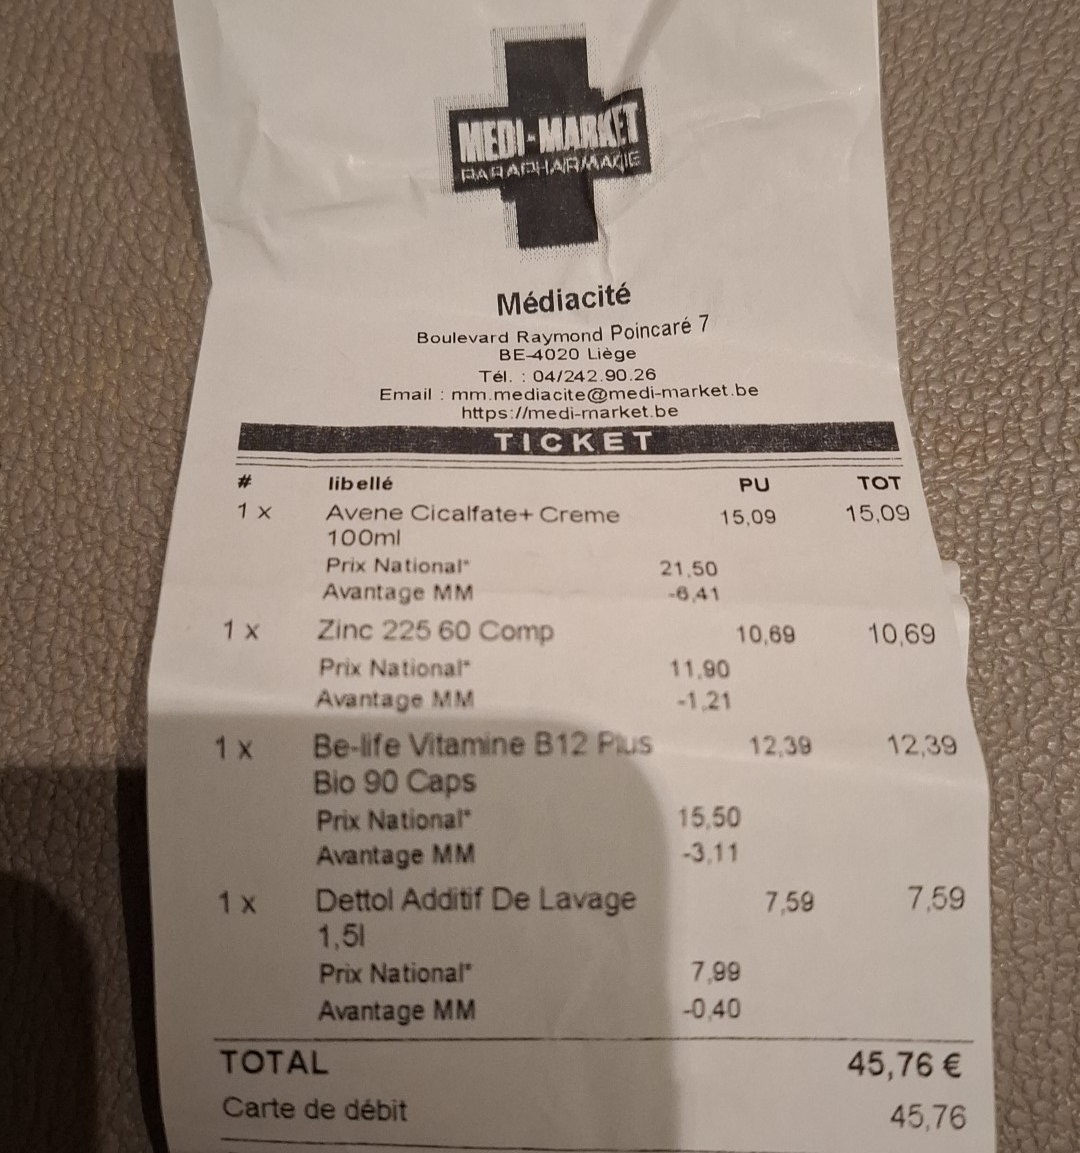 MEDI-MARKET
PARAPHARMACIE
Médiacité
Boulevard Raymond Poincaré 7
BE-4020 Liège
Tél. : 04/242.90.26
Email : mm.mediacite@medi-market.be
https://medi-market.be
TICKET
# libellé PU TOT
1 x Avene Cicalfate+ Creme 15,09 15,09
100ml
Prix National* 21,50
Avantage MM -6,41
1 x Zinc 225 60 Comp 10,69 10,69
Prix National* 11,90
Avantage MM -1,21
1 x Be-life Vitamine B12 Plus 12,39 12,39
Bio 90 Caps
Prix National* 15,50
Avantage MM -3,11
1 x Dettol Additif De Lavage 7,59 7,59
1,5l
Prix National* 7,99
Avantage MM -0,40
TOTAL 45,76 €
Carte de débit 45,76